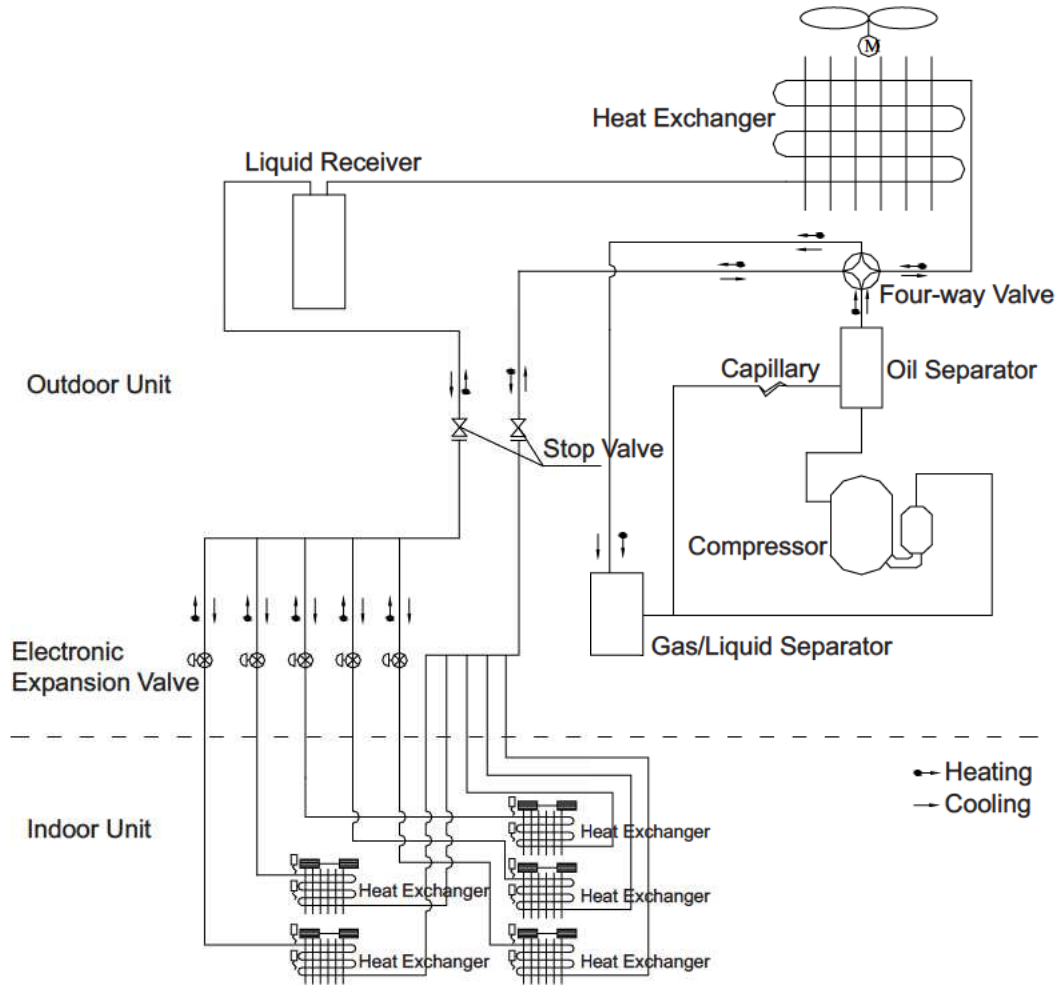 M
Heat Exchanger
Liquid Receiver
Four-way Valve
Outdoor Unit
Capillary
Oil Separator
Stop Valve
Compressor
Electronic
Expansion Valve
Gas/Liquid Separator
Heating
Cooling
Indoor Unit
Heat Exchanger
Heat Exchanger
Heat Exchanger
Heat Exchanger
Heat Exchanger